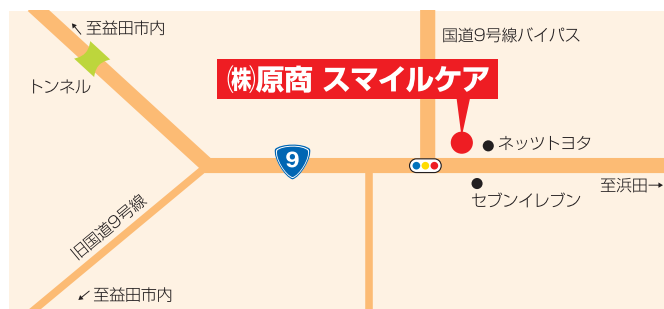 至益田市内
国道9号線バイパス
㈱原商 スマイルケア
トンネル
ネッツトヨタ
9
至浜田
セブンイレブン
旧国道9号線
至益田市内